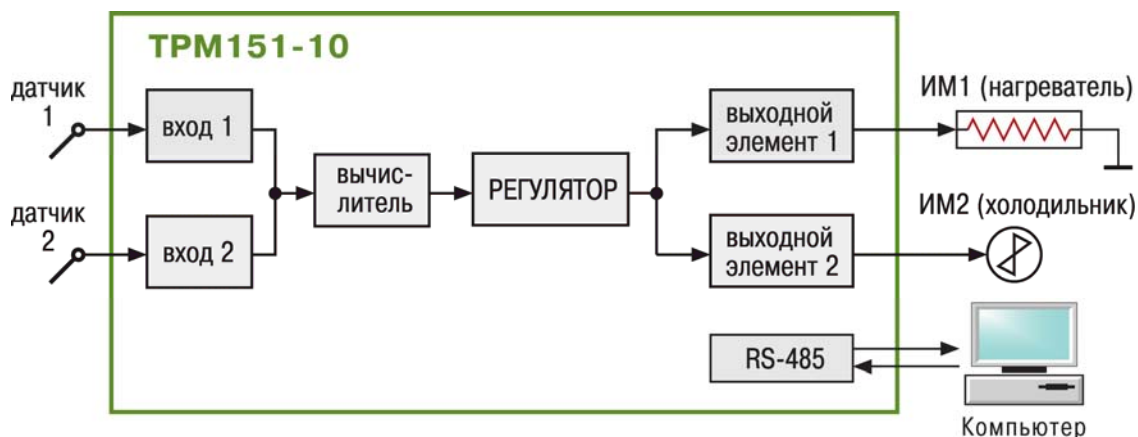 ТРМ151-10
датчик
1
вход 1
датчик
2
вход 2
вычис-
литель
РЕГУЛЯТОР
выходной
элемент 1
выходной
элемент 2
RS-485
ИМ1 (нагреватель)
ИМ2 (холодильник)
Компьютер